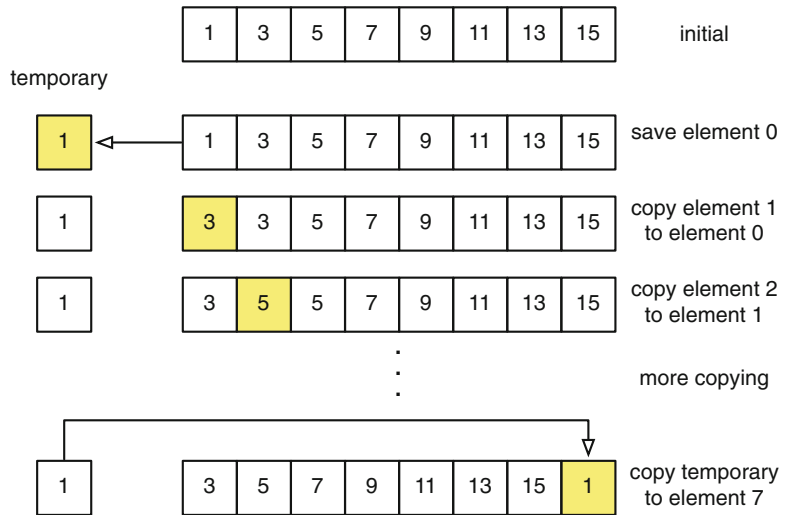 1 3 5 7 9 11 13 15 initial
temporary
1 1 3 5 7 9 11 13 15 save element 0
1 3 3 5 7 9 11 13 15 copy element 1
to element 0
1 3 5 5 7 9 11 13 15 copy element 2
to element 1
more copying
1 3 5 7 9 11 13 15 1 copy temporary
to element 7